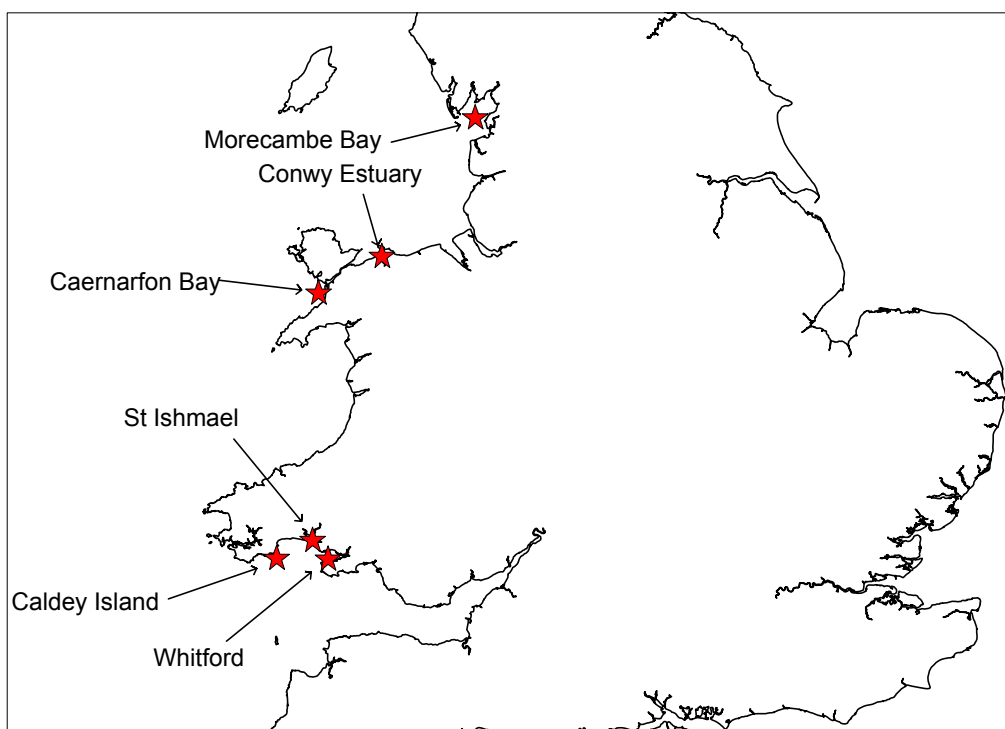 Morecambe Bay
Conwy Estuary
Caernarfon Bay
St Ishmael
Caldey Island
Whitford